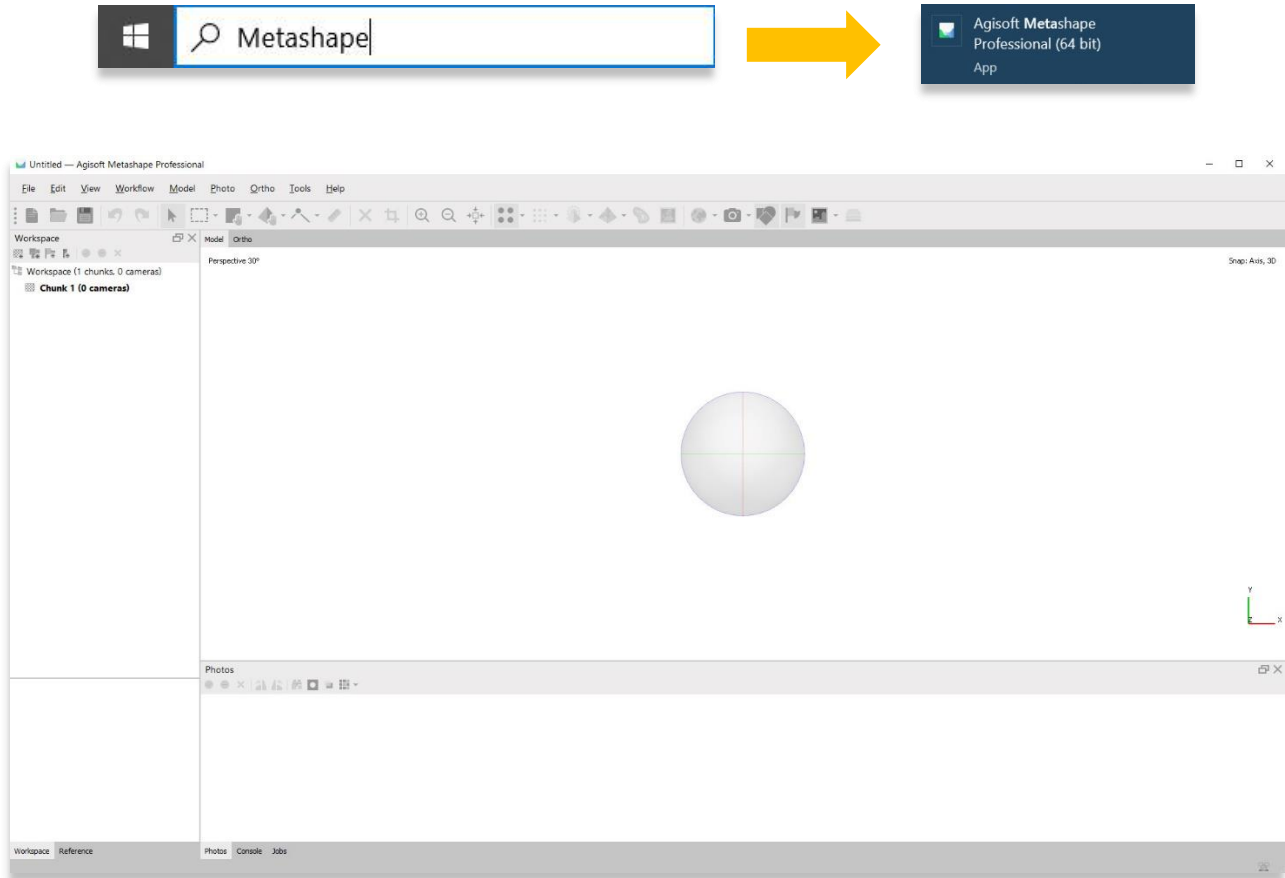 Metashape
Agisoft Metashape
Professional (64 bit)
App
Untitled — Agisoft Metashape Professional
File Edit View Workflow Model Photo Ortho Tools Help
Workspace
Model Ortho
Perspective 30°
Snap: Axis, 3D
Workspace (1 chunks, 0 cameras)
Chunk 1 (0 cameras)
Y
Z
X
Photos
Workspace Reference
Photos Console Jobs